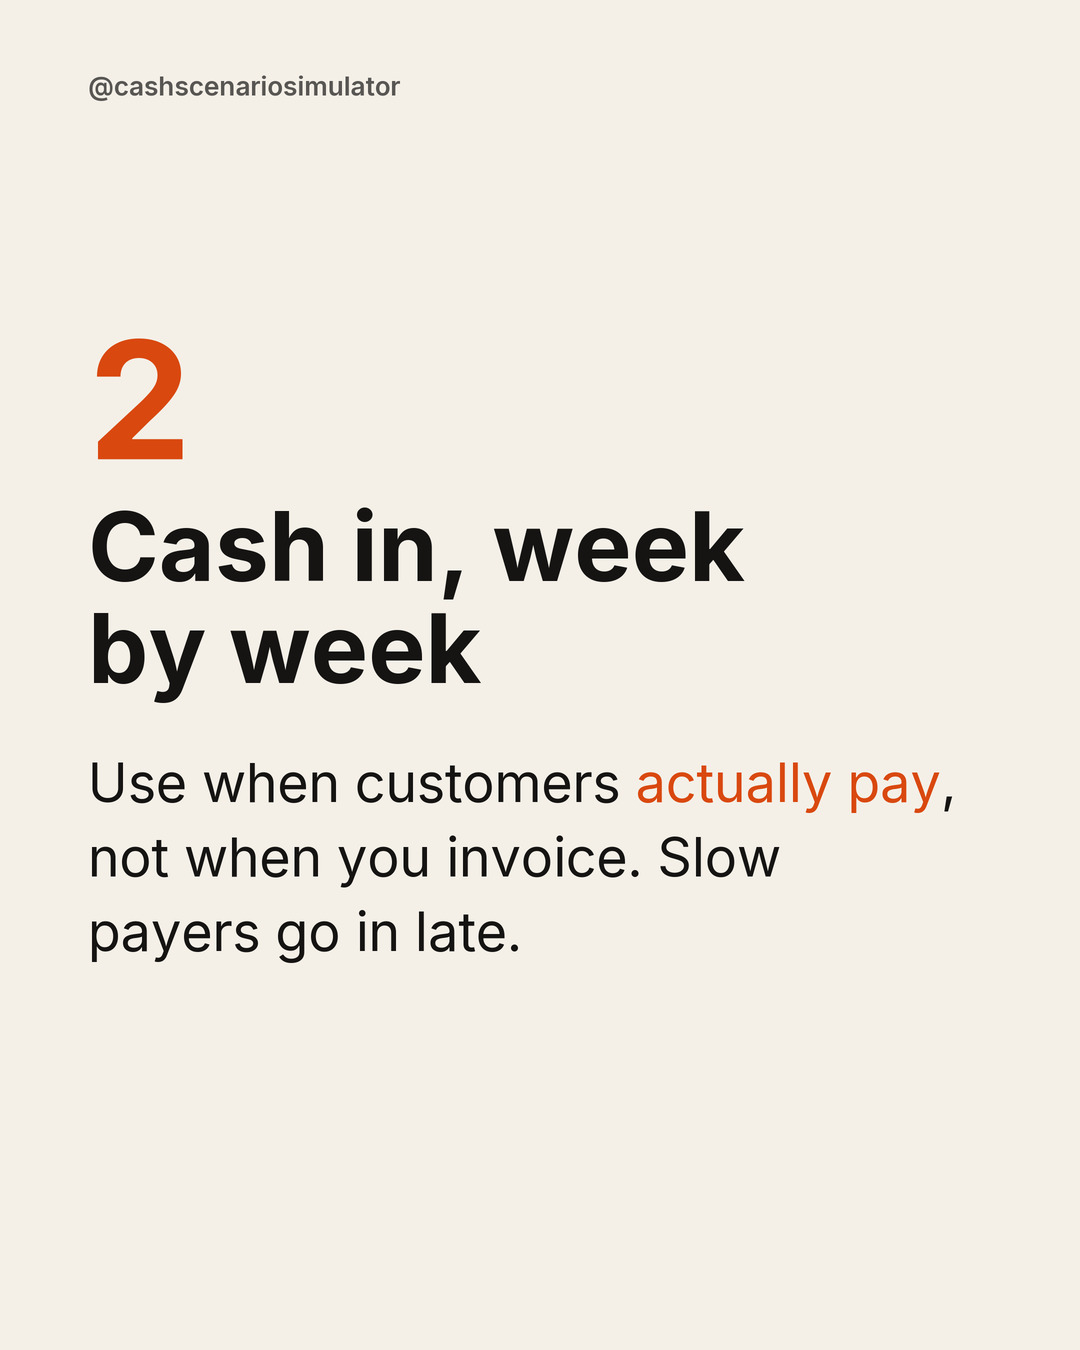 @cashscenariosimulator
2
Cash in, week
by week
Use when customers actually pay,
not when you invoice. Slow
payers go in late.